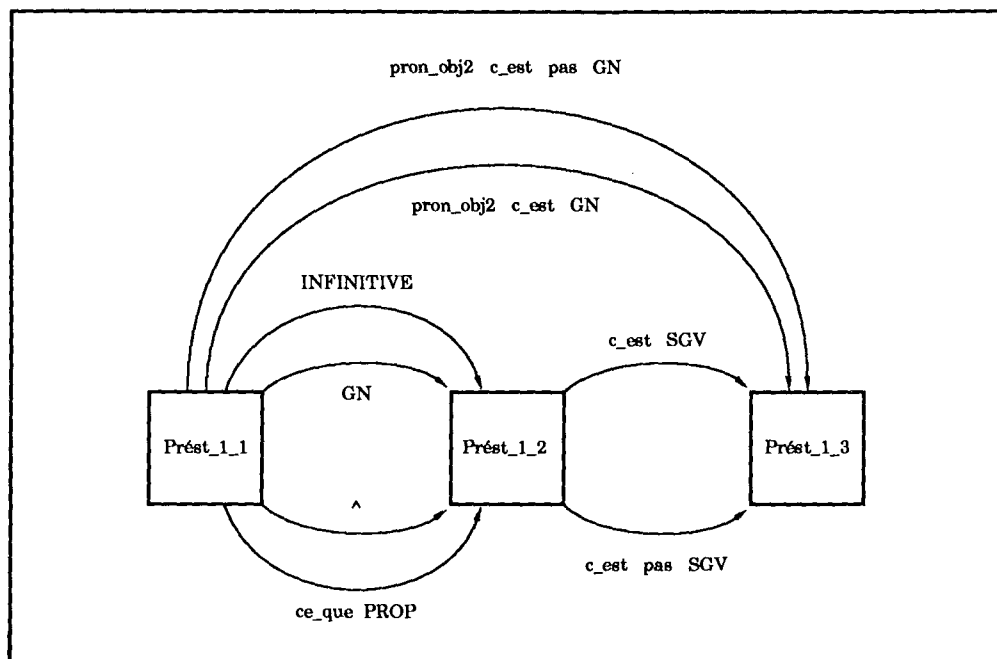 pron_obj2 c_est pas GN
pron_obj2 c_est GN
INFINITIVE
c_est SGV
GN
Prést_1_1
Prést_1_2
Prést_1_3
^
c_est pas SGV
ce_que PROP